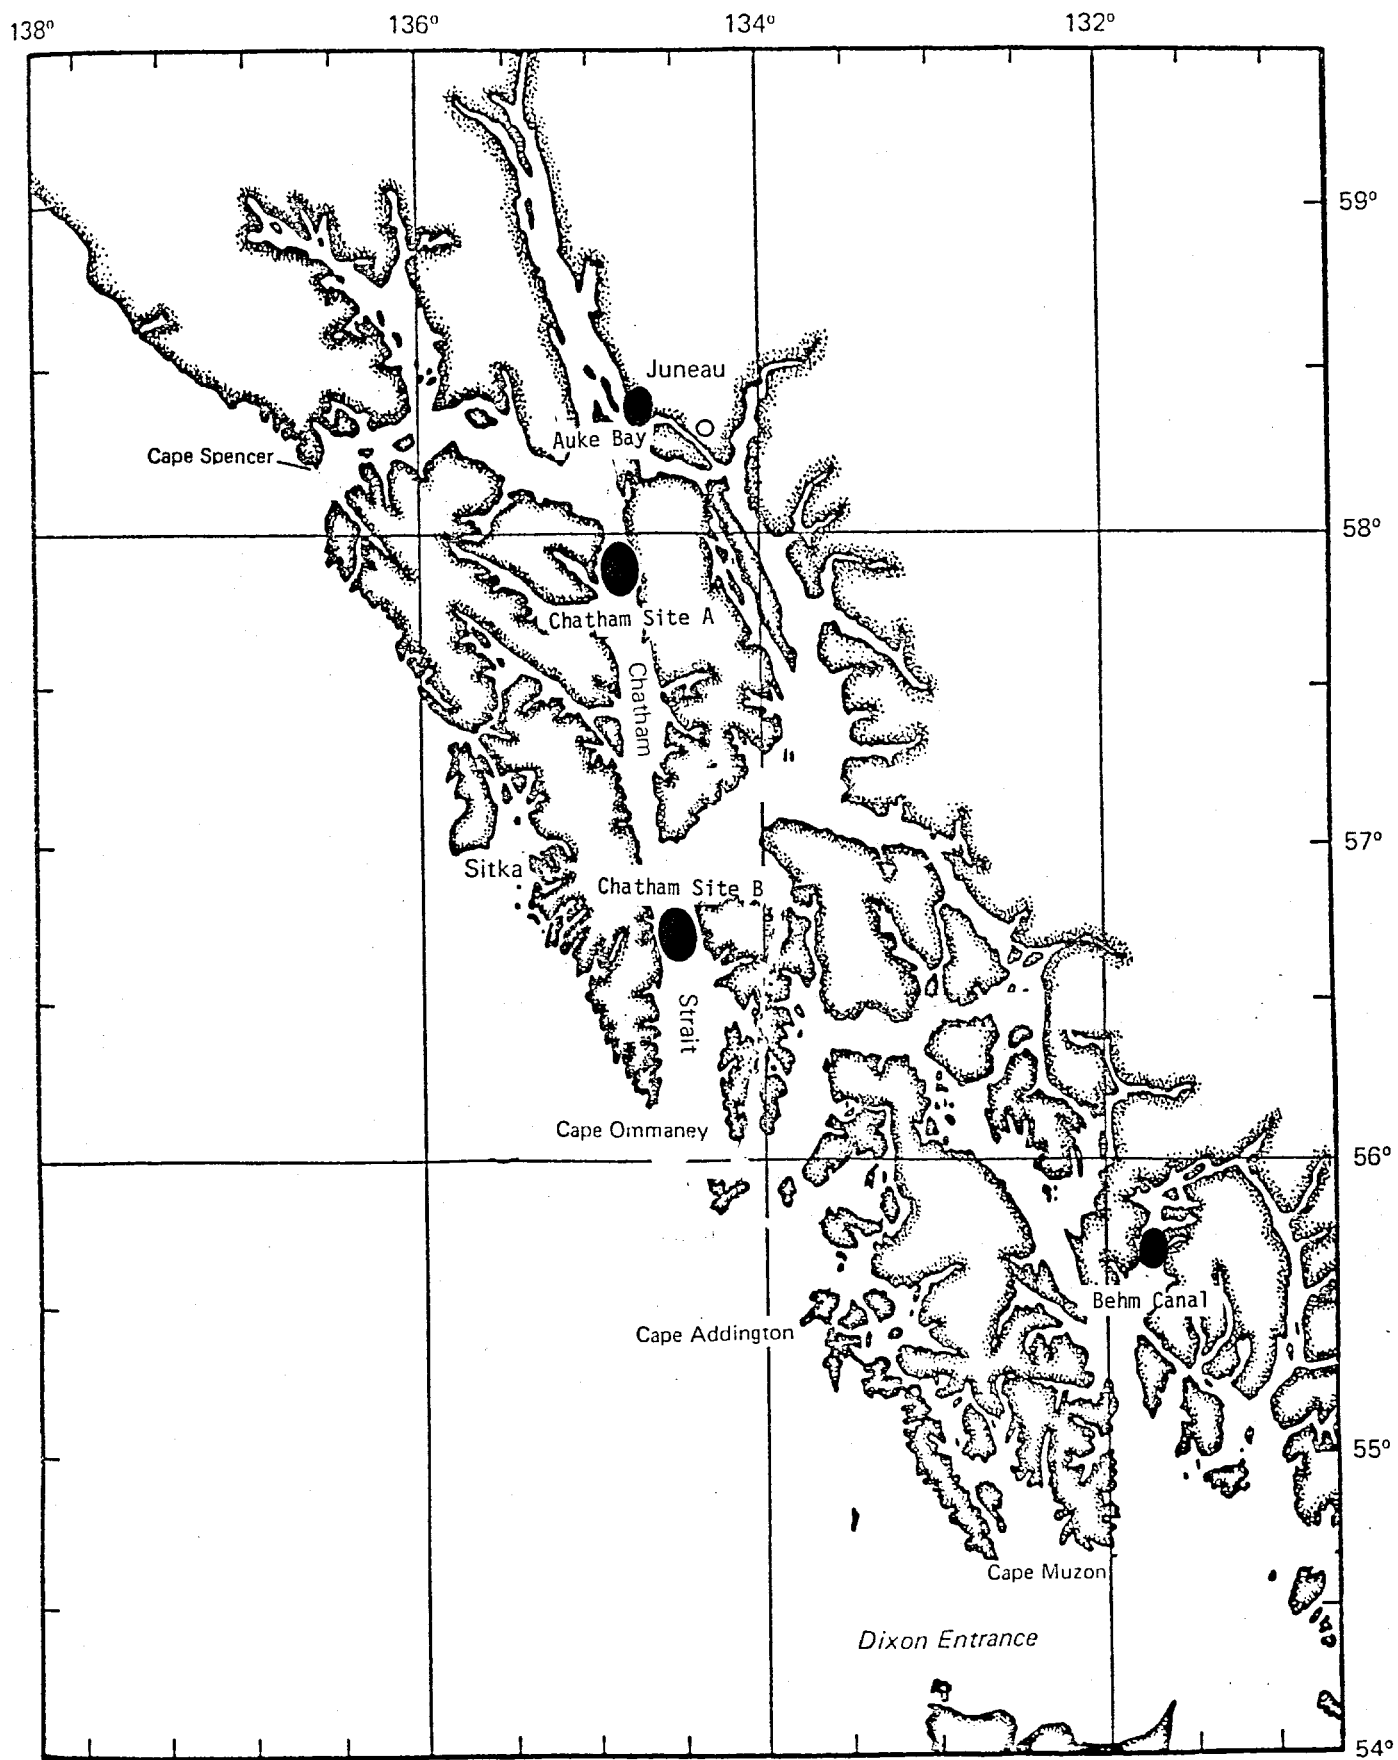 138°
136°
134°
132°
59°
Juneau
Auke Bay
Cape Spencer
58°
Chatham Site A
Chatham
57°
Sitka
Chatham Site B
Strait
Cape Ommaney
56°
Behm Canal
Cape Addington
55°
Cape Muzon
Dixon Entrance
54°